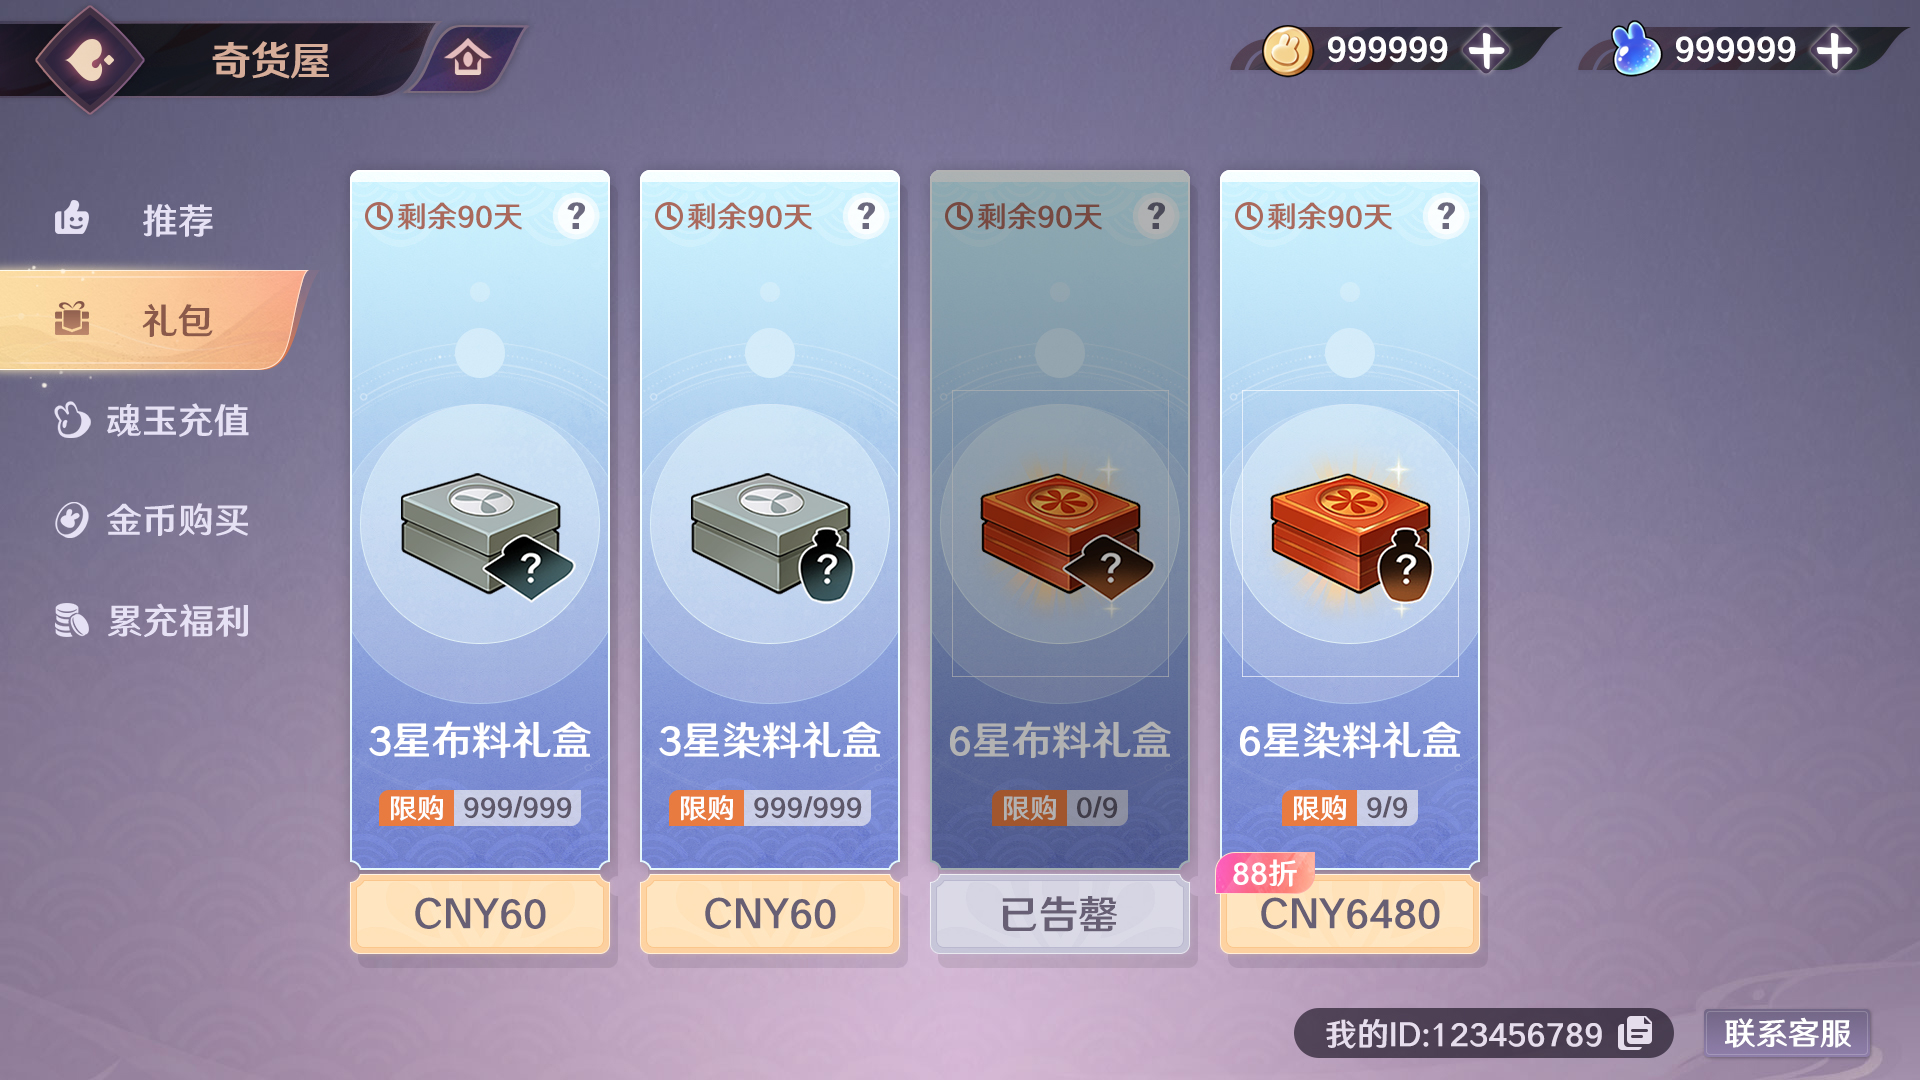 奇货屋
999999
999999
推荐
礼包
魂玉充值
金币购买
累充福利
剩余90天 ?
?
3星布料礼盒
限购 999/999
CNY60
剩余90天 ?
?
3星染料礼盒
限购 999/999
CNY60
剩余90天 ?
?
6星布料礼盒
限购 0/9
已告罄
剩余90天 ?
?
6星染料礼盒
限购 9/9
88折
CNY6480
我的ID:123456789
联系客服